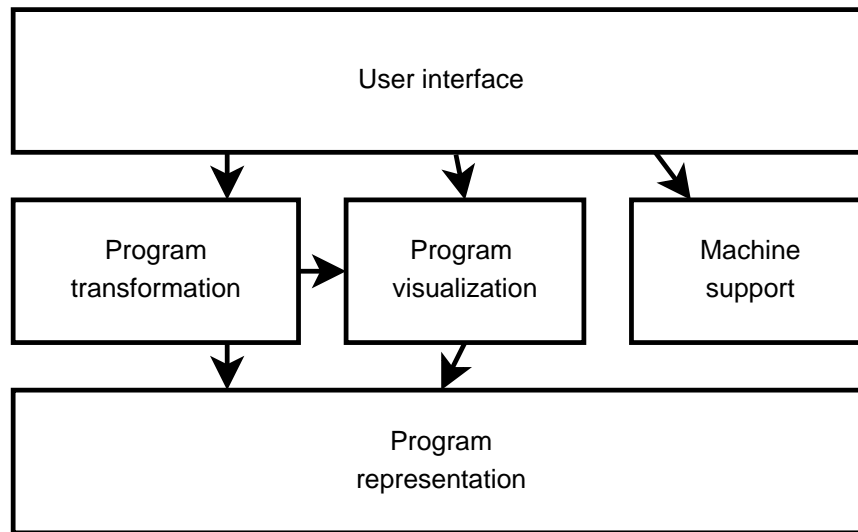 User interface
Program
transformation
Program
visualization
Machine
support
Program
representation